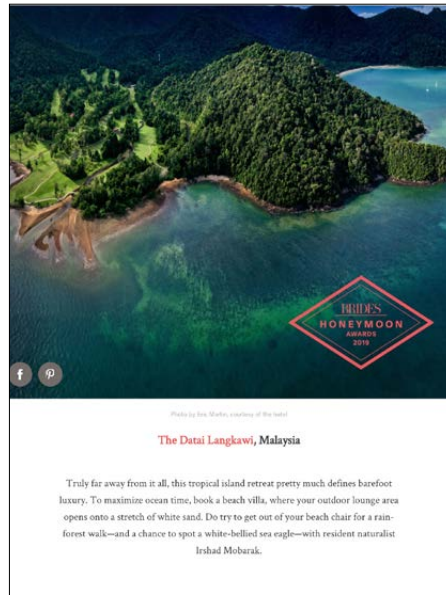 BRIDES
HONEYMOON
AWARDS
2019
The Datai Langkawi, Malaysia
Truly far away from it all, this tropical island retreat pretty much defines barefoot
luxury. To maximize ocean time, book a beach villa, where your outdoor lounge area
opens onto a stretch of white sand. Do try to get out of your beach chair for a rain-
forest walk—and a chance to spot a white-bellied sea eagle—with resident naturalist
Irshad Mobarak.